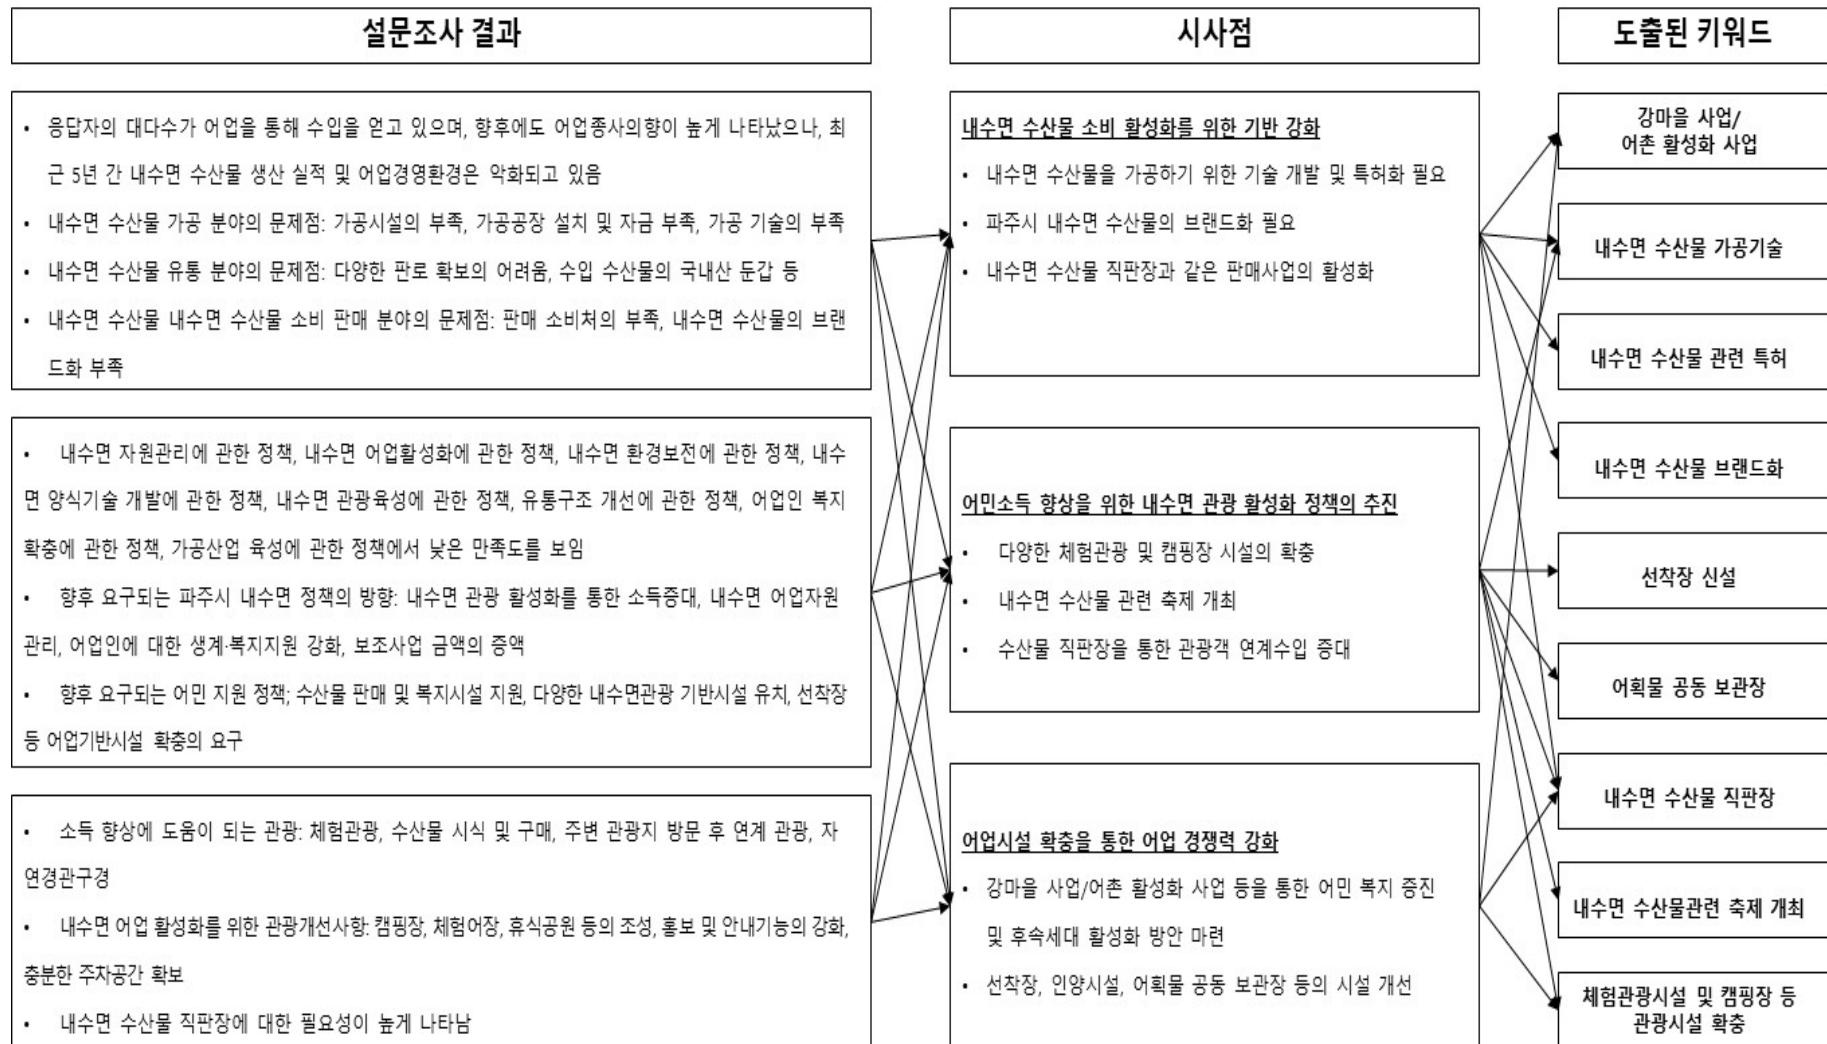 설문조사 결과
응답자의 대다수가 어업을 통해 수입을 얻고 있으며, 향후에도 어업종사의향이 높게 나타났으나, 최
근 5년 간 내수면 수산물 생산 실적 및 어업경영환경은 악화되고 있음
내수면 수산물 가공 분야의 문제점: 가공시설의 부족, 가공공장 설치 및 자금 부족, 가공 기술의 부족
내수면 수산물 유통 분야의 문제점: 다양한 판로 확보의 어려움, 수입 수산물의 국내산 둔갑 등
내수면 수산물 내수면 수산물 소비 판매 분야의 문제점: 판매 소비처의 부족, 내수면 수산물의 브랜
드화 부족
내수면 자원관리에 관한 정책, 내수면 어업활성화에 관한 정책, 내수면 환경보전에 관한 정책, 내수
면 양식기술 개발에 관한 정책, 내수면 관광육성에 관한 정책, 유통구조 개선에 관한 정책, 어업인 복지
확충에 관한 정책, 가공산업 육성에 관한 정책에서 낮은 만족도를 보임
향후 요구되는 파주시 내수면 정책의 방향: 내수면 관광 활성화를 통한 소득증대, 내수면 어업자원
관리, 어업인에 대한 생계·복지지원 강화, 보조사업 금액의 증액
향후 요구되는 어민 지원 정책; 수산물 판매 및 복지시설 지원, 다양한 내수면관광 기반시설 유치, 선착장
등 어업기반시설 확충의 요구
소득 향상에 도움이 되는 관광: 체험관광, 수산물 시식 및 구매, 주변 관광지 방문 후 연계 관광, 자
연경관구경
내수면 어업 활성화를 위한 관광개선사항: 캠핑장, 체험어장, 휴식공원 등의 조성, 홍보 및 안내기능의 강화,
충분한 주차공간 확보
내수면 수산물 직판장에 대한 필요성이 높게 나타남
시사점
내수면 수산물 소비 활성화를 위한 기반 강화
내수면 수산물을 가공하기 위한 기술 개발 및 특허화 필요
파주시 내수면 수산물의 브랜드화 필요
내수면 수산물 직판장과 같은 판매사업의 활성화
어민소득 향상을 위한 내수면 관광 활성화 정책의 추진
다양한 체험관광 및 캠핑장 시설의 확충
내수면 수산물 관련 축제 개최
수산물 직판장을 통한 관광객 연계수입 증대
어업시설 확충을 통한 어업 경쟁력 강화
강마을 사업/어촌 활성화 사업 등을 통한 어민 복지 증진
및 후속세대 활성화 방안 마련
선착장, 인양시설, 어획물 공동 보관장 등의 시설 개선
도출된 키워드
강마을 사업/
어촌 활성화 사업
내수면 수산물 가공기술
내수면 수산물 관련 특허
내수면 수산물 브랜드화
선착장 신설
어획물 공동 보관장
내수면 수산물 직판장
내수면 수산물관련 축제 개최
체험관광시설 및 캠핑장 등
관광시설 확충